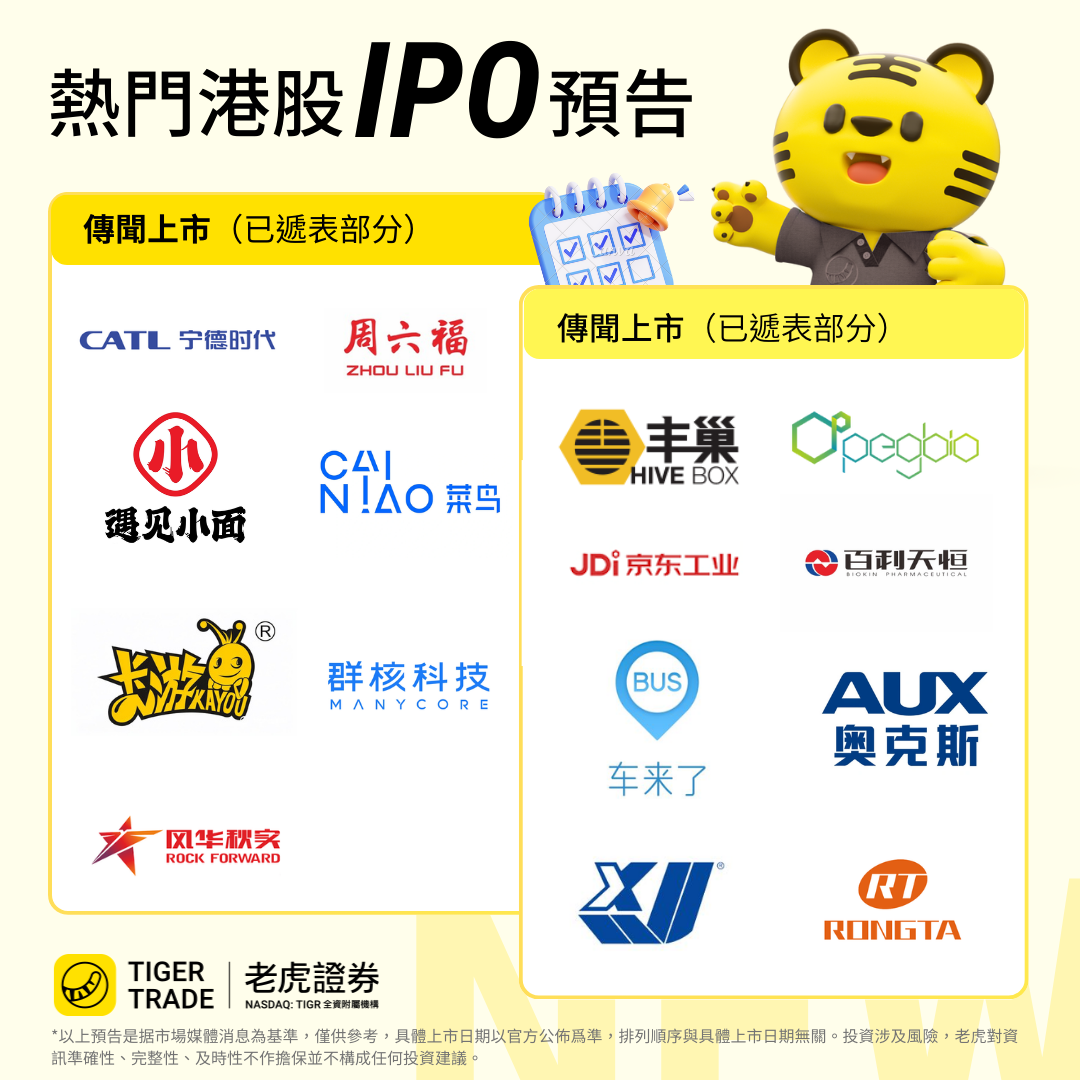 熱門港股IPO預告
傳聞上市（已遞表部分）
CATL 宁德时代
周六福
ZHOU LIU FU
小
遇见小面
CAI
NIAO 菜鸟
卡游 KAYOU ®
群核科技
MANYCORE
风华秋实
ROCK FORWARD
傳聞上市（已遞表部分）
丰巢
HIVE BOX
pegbio
JDi 京东工业
百利天恒
BIOKIN PHARMACEUTICAL
BUS
车来了
AUX
奥克斯
XJJ ®
RT
RONGTA
TIGER
TRADE
老虎證券
NASDAQ: TIGR 全資附屬機構
*以上預告是据市場媒體消息為基準，僅供參考，具體上市日期以官方公佈爲準，排列順序與具體上市日期無關。投資涉及風險，老虎對資
訊準確性、完整性、及時性不作擔保並不構成任何投資建議。
NEW